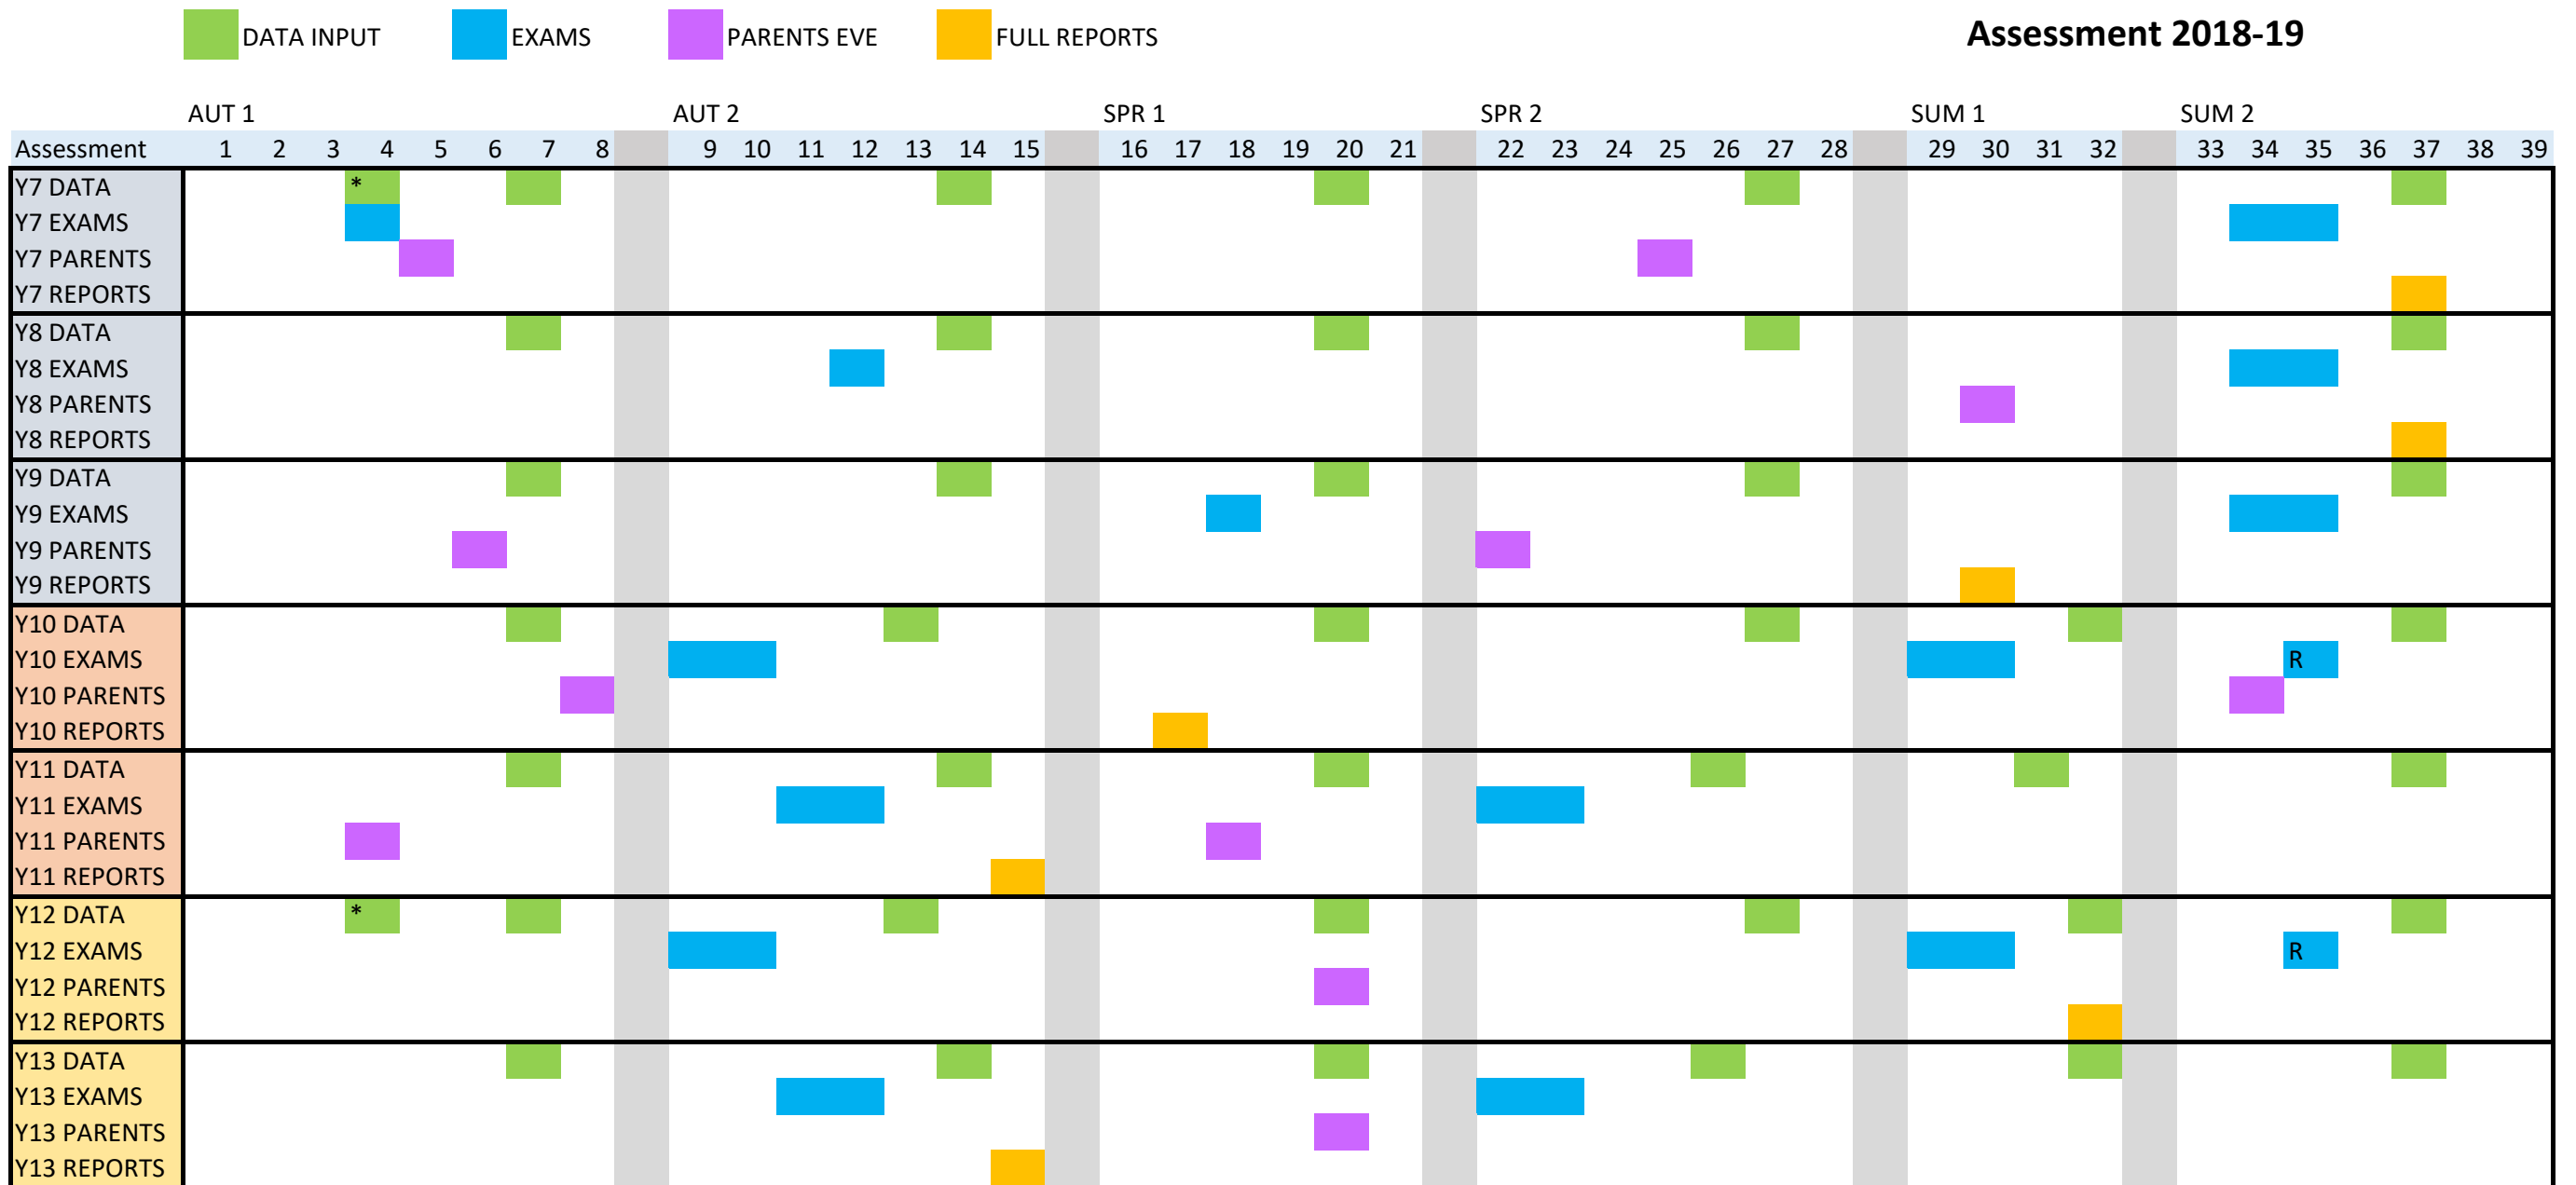 DATA INPUT EXAMS PARENTS EVE FULL REPORTS Assessment 2018-19
AUT 1 AUT 2 SPR 1 SPR 2 SUM 1 SUM 2
Assessment 1 2 3 4 5 6 7 8 9 10 11 12 13 14 15 16 17 18 19 20 21 22 23 24 25 26 27 28 29 30 31 32 33 34 35 36 37 38 39
Y7 DATA *
Y7 EXAMS
Y7 PARENTS
Y7 REPORTS
Y8 DATA
Y8 EXAMS
Y8 PARENTS
Y8 REPORTS
Y9 DATA
Y9 EXAMS
Y9 PARENTS
Y9 REPORTS
Y10 DATA
Y10 EXAMS R
Y10 PARENTS
Y10 REPORTS
Y11 DATA
Y11 EXAMS
Y11 PARENTS
Y11 REPORTS
Y12 DATA *
Y12 EXAMS R
Y12 PARENTS
Y12 REPORTS
Y13 DATA
Y13 EXAMS
Y13 PARENTS
Y13 REPORTS